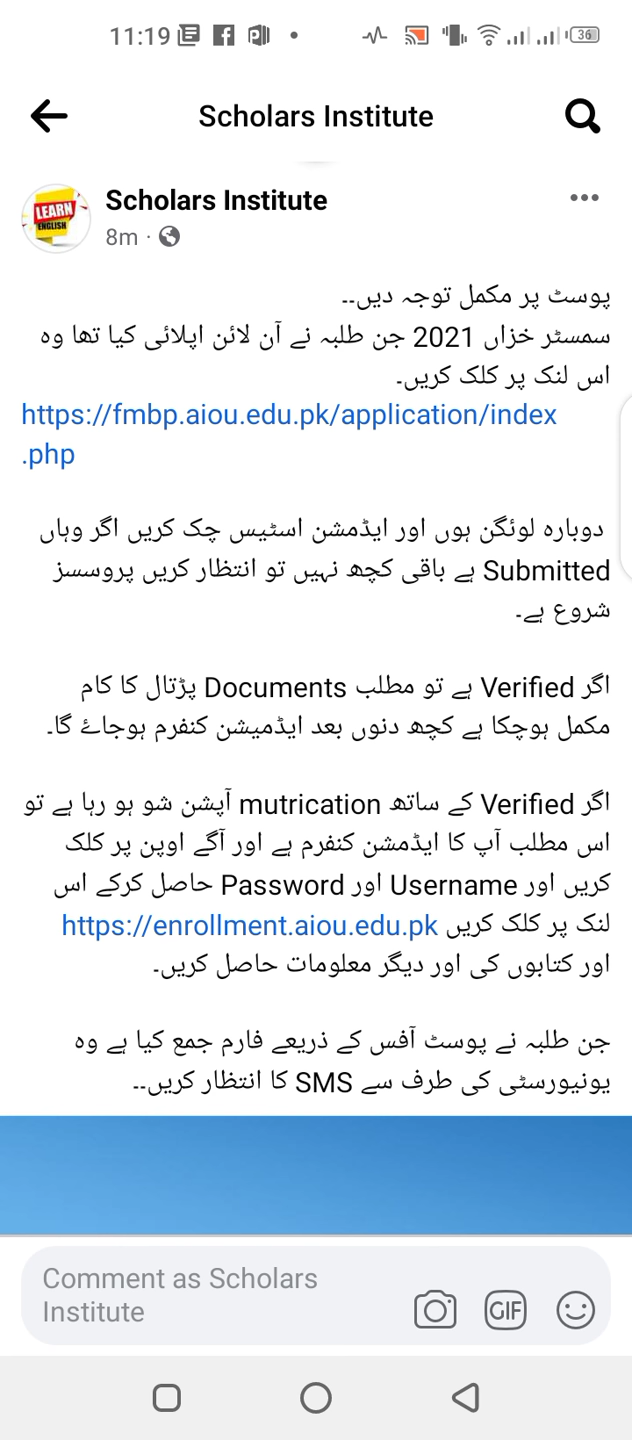 11:19
36
Scholars Institute
LEARN
ENGLISH
Scholars Institute
8m ·
پوسٹ پر مکمل توجہ دیں۔۔
سمسٹر خزاں 2021 جن طلبہ نے آن لائن اپلائی کیا تھا وہ
اس لنک پر کلک کریں۔
https://fmbp.aiou.edu.pk/application/index
.php
دوبارہ لوئگن ہوں اور ایڈمشن اسٹیس چک کریں اگر وہاں
Submitted ہے باقی کچھ نہیں تو انتظار کریں پروسسز
شروع ہے۔
اگر Verified ہے تو مطلب Documents پڑتال کا کام
مکمل ہوچکا ہے کچھ دنوں بعد ایڈمیشن کنفرم ہوجاۓ گا۔
اگر Verified کے ساتھ mutrication آپشن شو ہو رہا ہے تو
اس مطلب آپ کا ایڈمشن کنفرم ہے اور آگے اوپن پر کلک
کریں اور Username اور Password حاصل کرکے اس
لنک پر کلک کریں https://enrollment.aiou.edu.pk
اور کتابوں کی اور دیگر معلومات حاصل کریں۔
جن طلبہ نے پوسٹ آفس کے ذریعے فارم جمع کیا ہے وہ
یونیورسٹی کی طرف سے SMS کا انتظار کریں۔۔
Comment as Scholars
Institute
GIF